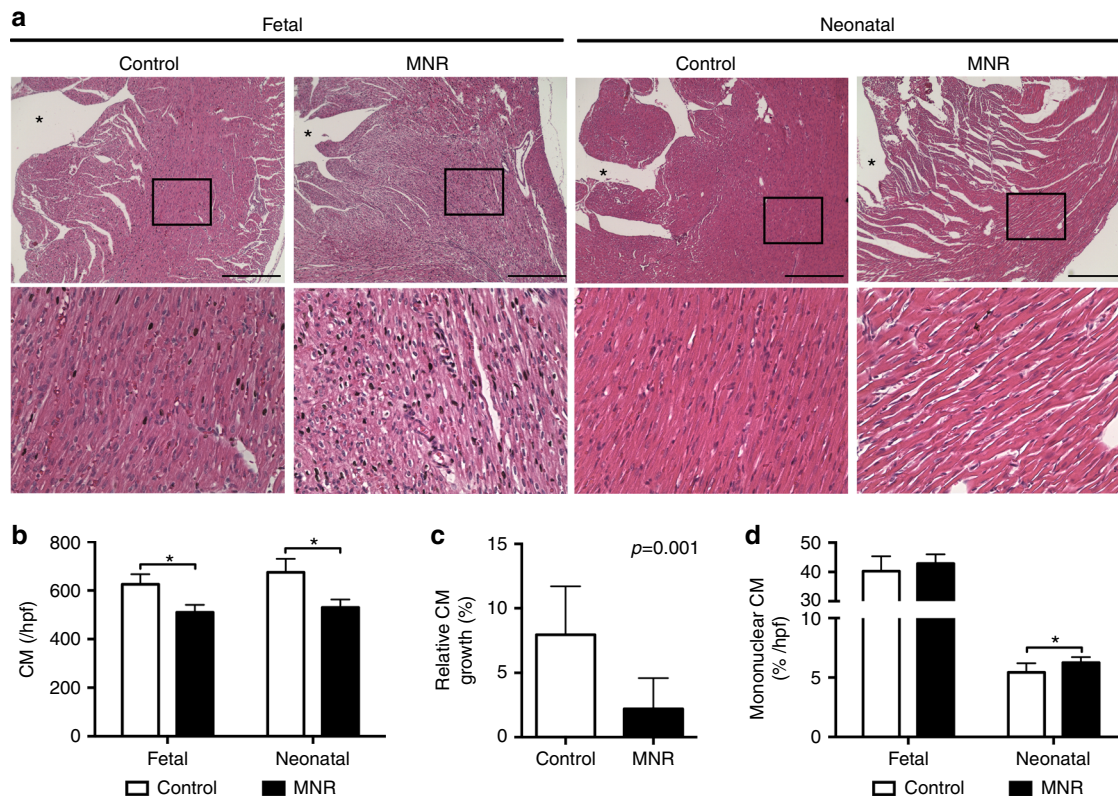 a
Fetal
Neonatal
Control
MNR
Control
MNR
*
*
*
*
b
800
600
400
200
0
CM (/hpf)
*
*
Fetal
Neonatal
Control
MNR
c
15
10
5
0
Relative CM
growth (%)
p=0.001
Control
MNR
d
50
40
30
10
5
0
Mononuclear CM
(% /hpf)
*
Fetal
Neonatal
Control
MNR